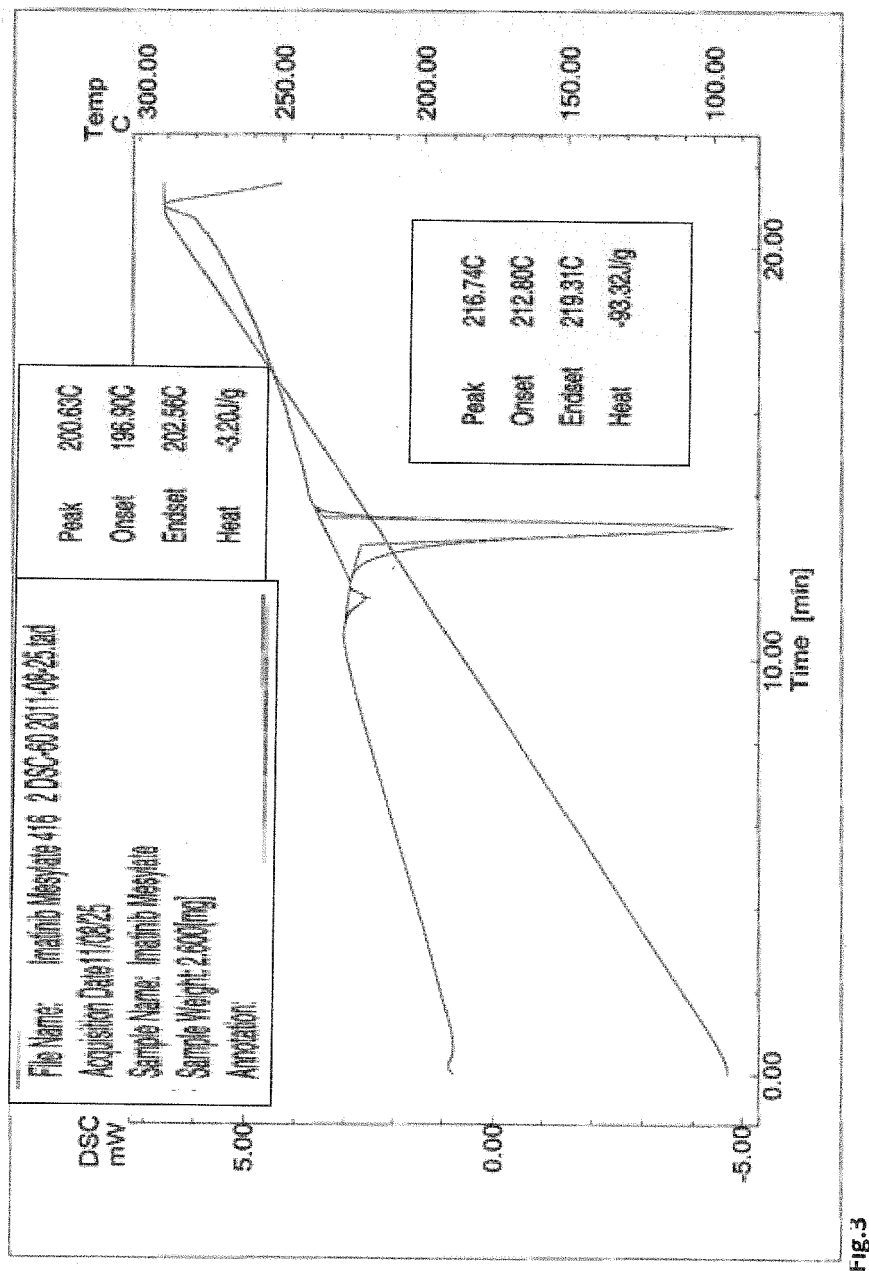 File Name: Imatinib Mesylate 416 2 DSC-60 2011-08-25.tad
Acquisition Date 11/08/25
Sample Name: Imatinib Mesylate
Sample Weight: 2.600[mg]
Annotation:
Peak 200.63C
Onset 196.90C
Endset 202.56C
Heat -3.20J/g
Peak 216.74C
Onset 212.80C
Endset 219.31C
Heat -93.32J/g
DSC
mW
5.00
0.00
-5.00
Temp
C
300.00
250.00
200.00
150.00
100.00
0.00
10.00
20.00
Time [min]
Fig.3